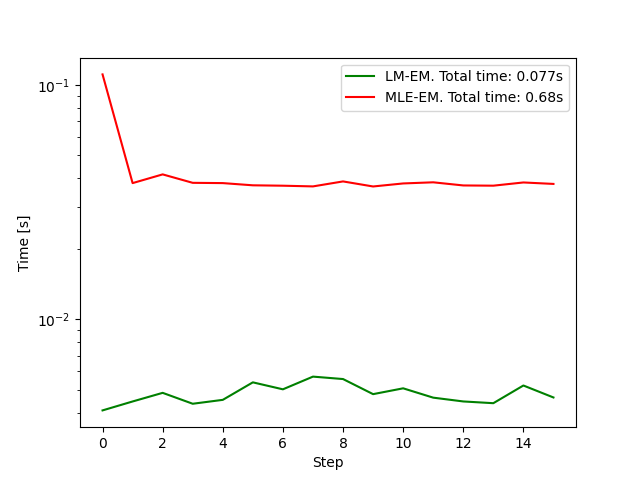 LM-EM. Total time: 0.077s
MLE-EM. Total time: 0.68s
10⁻¹
10⁻²
Time [s]
0 2 4 6 8 10 12 14
Step